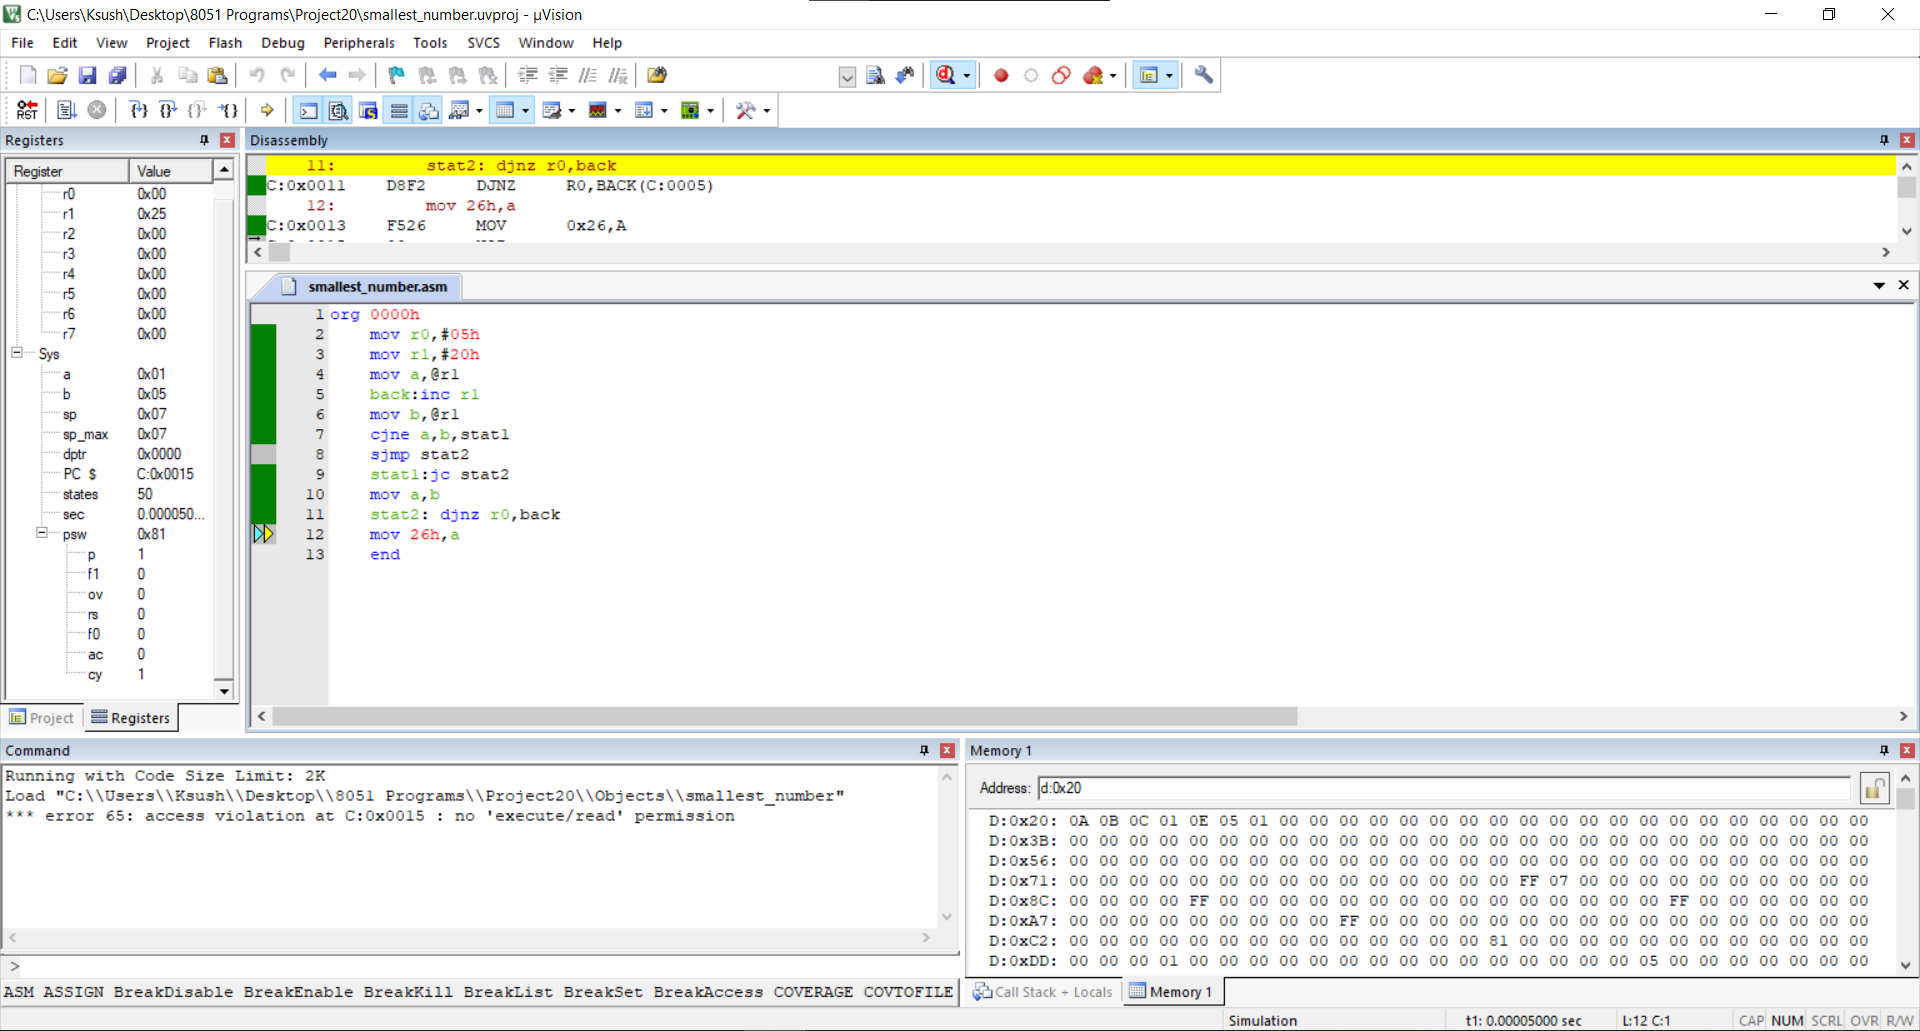 C:\Users\Ksush\Desktop\8051 Programs\Project20\smallest_number.uvproj - µVision
File Edit View Project Flash Debug Peripherals Tools SVCS Window Help
RST
Registers
Register Value
r0 0x00
r1 0x25
r2 0x00
r3 0x00
r4 0x00
r5 0x00
r6 0x00
r7 0x00
Sys
a 0x01
b 0x05
sp 0x07
sp_max 0x07
dptr 0x0000
PC $ C:0x0015
states 50
sec 0.000050...
psw 0x81
p 1
f1 0
ov 0
rs 0
f0 0
ac 0
cy 1
Project Registers
Disassembly
11: stat2: djnz r0,back
C:0x0011 D8F2 DJNZ R0,BACK(C:0005)
12: mov 26h,a
C:0x0013 F526 MOV 0x26,A
smallest_number.asm
1 org 0000h
2 mov r0,#05h
3 mov r1,#20h
4 mov a,@r1
5 back:inc r1
6 mov b,@r1
7 cjne a,b,stat1
8 sjmp stat2
9 stat1:jc stat2
10 mov a,b
11 stat2: djnz r0,back
12 mov 26h,a
13 end
Command
Running with Code Size Limit: 2K
Load "C:\\Users\\Ksush\\Desktop\\8051 Programs\\Project20\\Objects\\smallest_number"
*** error 65: access violation at C:0x0015 : no 'execute/read' permission
>
ASM ASSIGN BreakDisable BreakEnable BreakKill BreakList BreakSet BreakAccess COVERAGE COVTOFILE
Memory 1
Address: d:0x20
D:0x20: 0A 0B 0C 01 0E 05 01 00 00 00 00 00 00 00 00 00 00 00 00 00 00 00 00 00 00 00 00
D:0x3B: 00 00 00 00 00 00 00 00 00 00 00 00 00 00 00 00 00 00 00 00 00 00 00 00 00 00 00
D:0x56: 00 00 00 00 00 00 00 00 00 00 00 00 00 00 00 00 00 00 00 00 00 00 00 00 00 00 00
D:0x71: 00 00 00 00 00 00 00 00 00 00 00 00 00 00 00 FF 07 00 00 00 00 00 00 00 00 00 00
D:0x8C: 00 00 00 00 FF 00 00 00 00 00 00 00 00 00 00 00 00 00 00 00 FF 00 00 00 00 00 00
D:0xA7: 00 00 00 00 00 00 00 00 00 FF 00 00 00 00 00 00 00 00 00 00 00 00 00 00 00 00 00
D:0xC2: 00 00 00 00 00 00 00 00 00 00 00 00 00 00 81 00 00 00 00 00 00 00 00 00 00 00 00
D:0xDD: 00 00 00 01 00 00 00 00 00 00 00 00 00 00 00 00 00 00 00 05 00 00 00 00 00 00 00
Call Stack + Locals Memory 1
Simulation t1: 0.00005000 sec L:12 C:1 CAP NUM SCRL OVR R/W